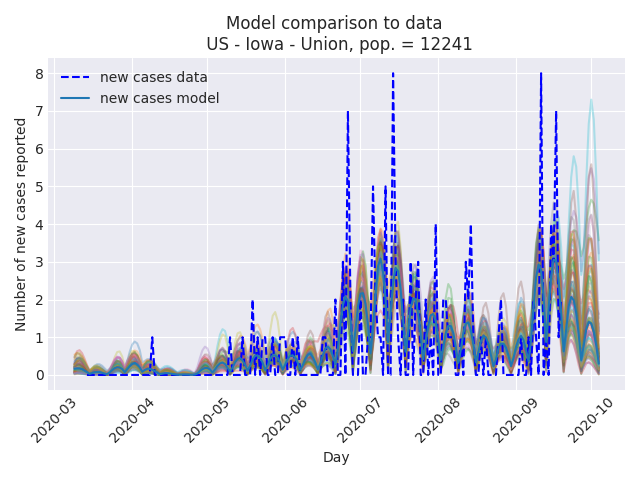 Model comparison to data
US - Iowa - Union, pop. = 12241
new cases data
new cases model
Number of new cases reported
8
7
6
5
4
3
2
1
0
2020-03
2020-04
2020-05
2020-06
2020-07
2020-08
2020-09
2020-10
Day